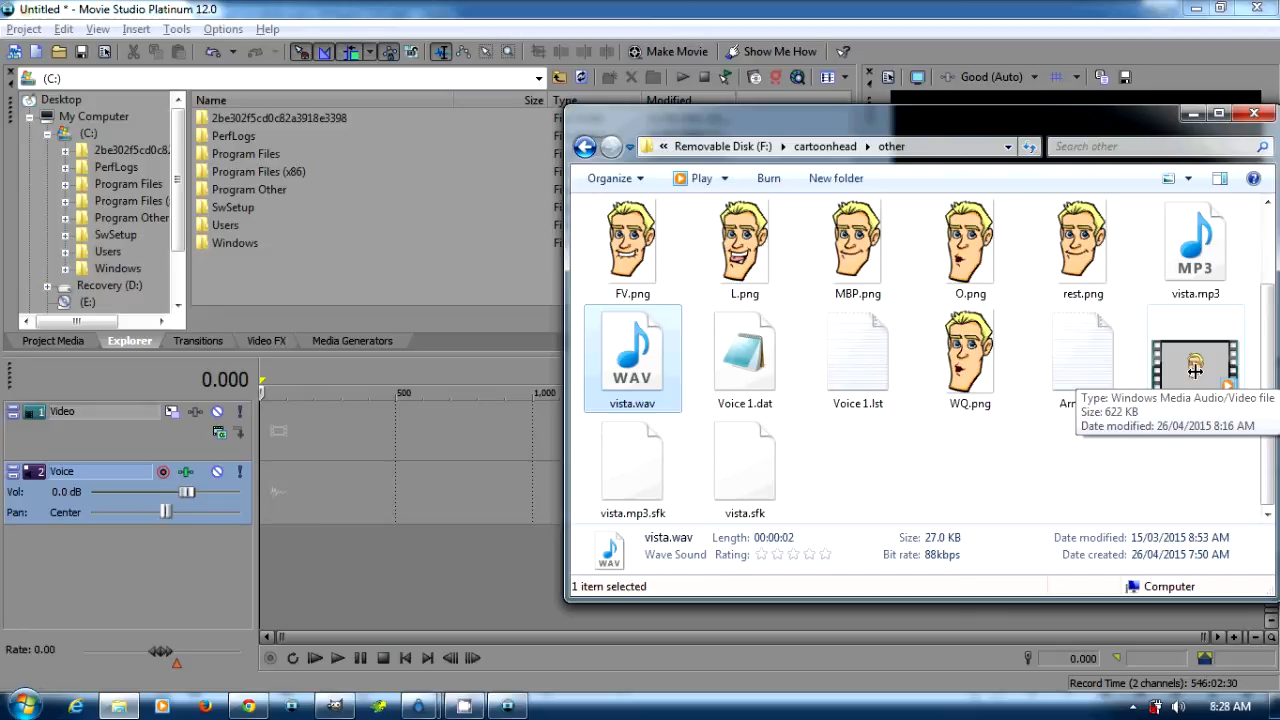 Untitled * - Movie Studio Platinum 12.0
Project Edit View Insert Tools Options Help
Make Movie Show Me How
(C:)
Good (Auto)
Desktop
My Computer
(C:)
2be302f5cd0c82
PerfLogs
Program Files
Program Files (
Program Other
SwSetup
Users
Windows
Recovery (D:)
(E:)
Name Size Type Modified
2be302f5cd0c82a3918e3398
PerfLogs
Program Files
Program Files (x86)
Program Other
SwSetup
Users
Windows
Project Media Explorer Transitions Video FX Media Generators
Removable Disk (F:) cartoonhead other
Search other
Organize Play Burn New folder
FV.png L.png MBP.png O.png rest.png vista.mp3
MP3
WAV
vista.wav Voice 1.dat Voice 1.lst WQ.png
Type: Windows Media Audio/Video file
Size: 622 KB
Date modified: 26/04/2015 8:16 AM
vista.mp3.sfk vista.sfk
vista.wav Length: 00:00:02 Size: 27.0 KB Date modified: 15/03/2015 8:53 AM
Wave Sound Rating: Bit rate: 88kbps Date created: 26/04/2015 7:50 AM
1 item selected Computer
0.000
500 1,000
1 Video
2 Voice
Vol: 0.0 dB
Pan: Center
Rate: 0.00
0.000
Record Time (2 channels): 546:02:30
8:28 AM